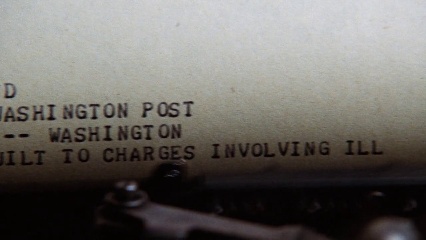 D
WASHINGTON POST
-- WASHINGTON
UILT TO CHARGES INVOLVING ILL